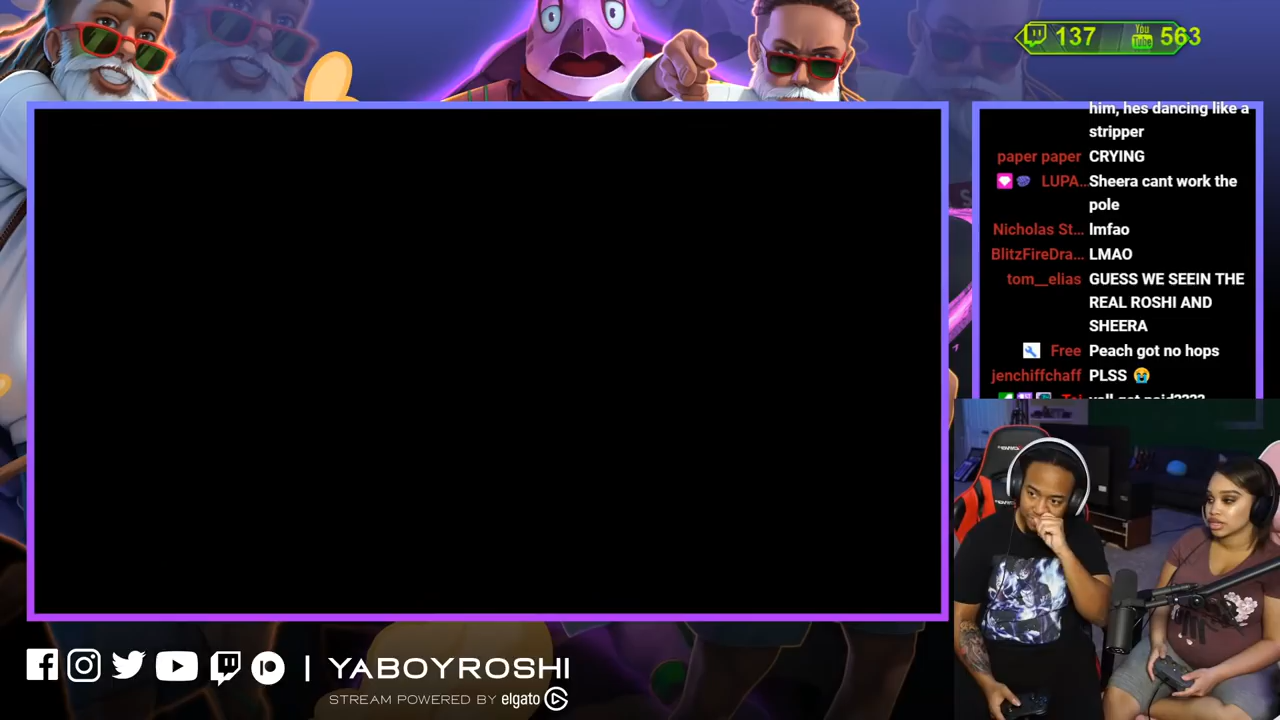 137
You Tube 563
him, hes dancing like a
stripper
paper paper CRYING
LUPA... Sheera cant work the
pole
Nicholas St... lmfao
BlitzFireDra... LMAO
tom__elias GUESS WE SEEIN THE
REAL ROSHI AND
SHEERA
Free Peach got no hops
jenchiffchaff PLSS 😭
| YABOYROSHI
STREAM POWERED BY elgato